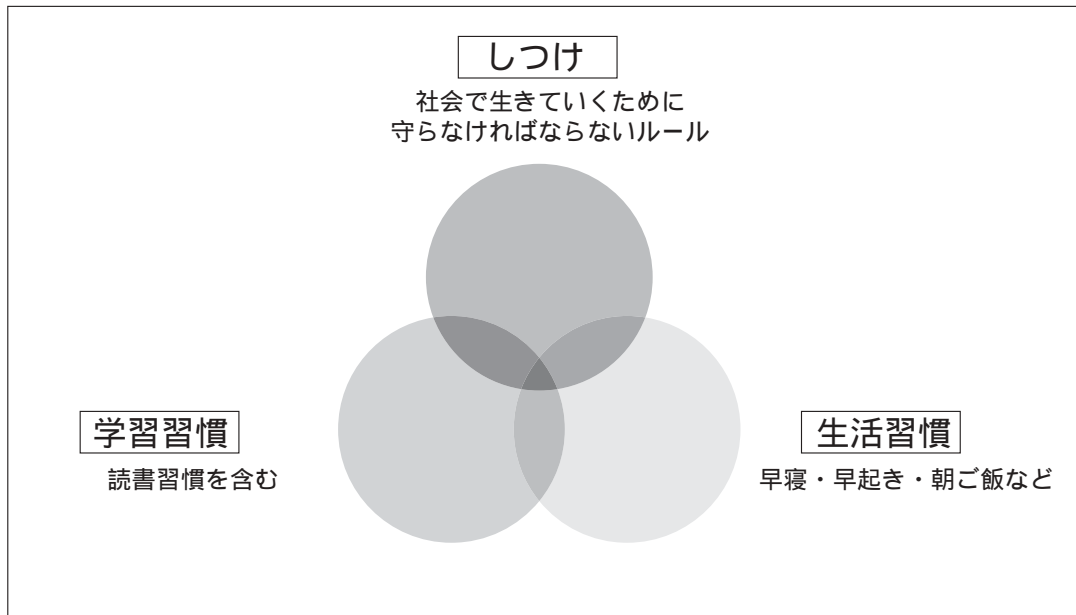 しつけ
社会で生きていくために
守らなければならないルール
学習習慣
読書習慣を含む
生活習慣
早寝・早起き・朝ご飯など